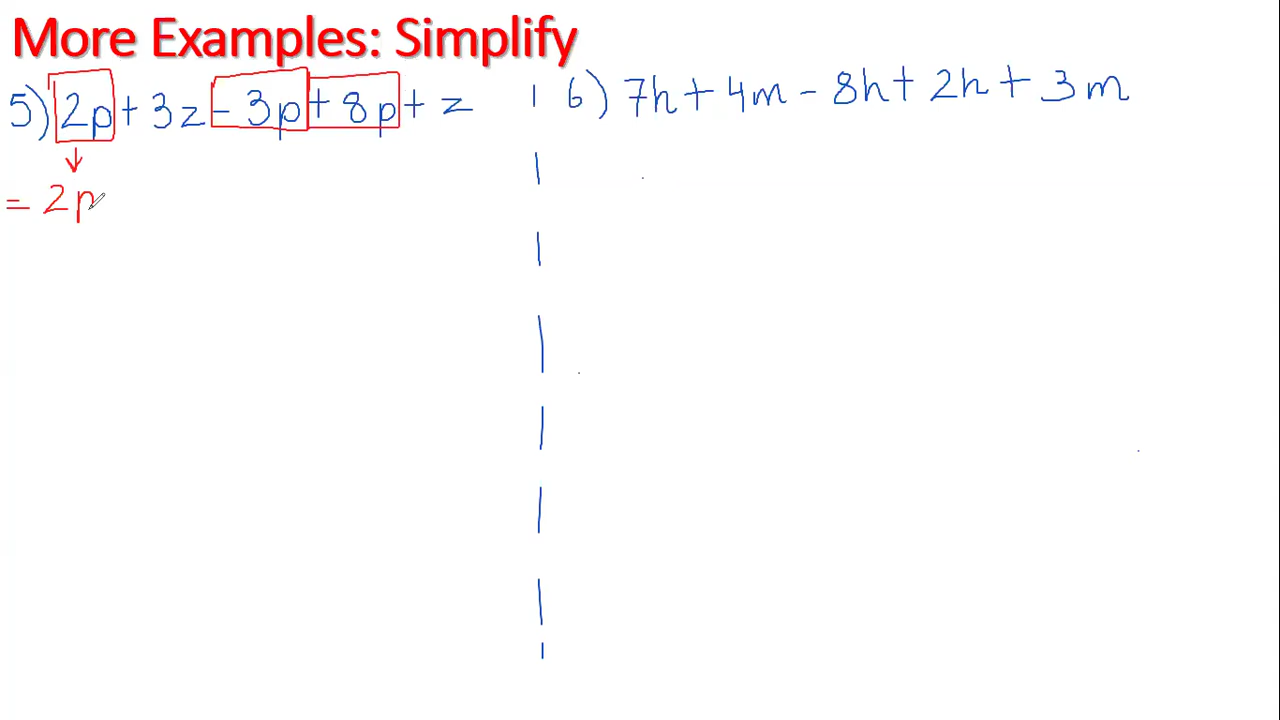 More Examples: Simplify
5) 2p + 3z - 3p + 8p + z
= 2p
6) 7h + 4m - 8h + 2h + 3m